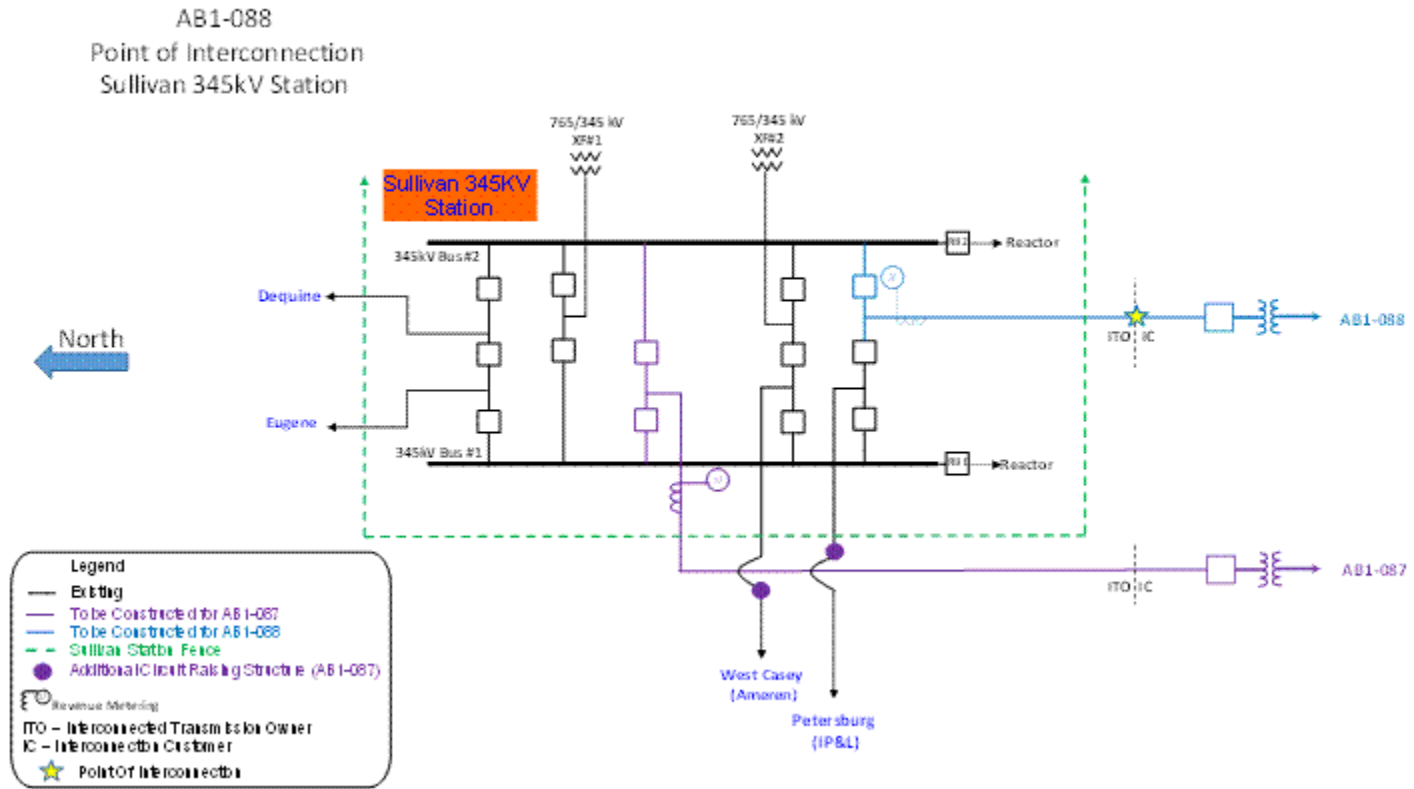 AB1-088
Point of Interconnection
Sullivan 345kV Station
765/345 kV
XF#1
765/345 kV
XF#2
Sullivan 345KV
Station
345kV Bus #2
Reactor
Dequine
North
AB1-088
ITO IC
Eugene
345kV Bus #1
Reactor
AB1-087
ITO IC
West Casey
(Ameren)
Petersburg
(IP&L)
Legend
Existing
To be Constructed for AB1-087
To be Constructed for AB1-088
Sullivan Station Fence
Additional Circuit Raising Structure (AB1-087)
Revenue Metering
ITO – Interconnected Transmission Owner
IC – Interconnection Customer
Point Of Interconnection